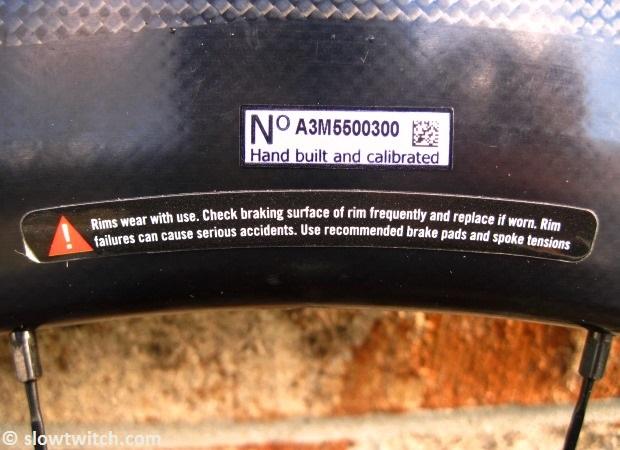 Nº A3M5500300
Hand built and calibrated
Rims wear with use. Check braking surface of rim frequently and replace if worn. Rim
failures can cause serious accidents. Use recommended brake pads and spoke tensions
© slowtwitch.com